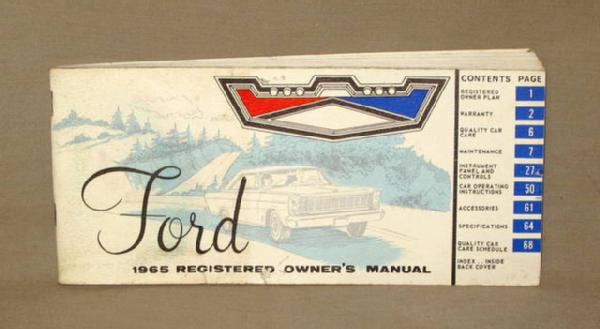 Ford
1965 REGISTERED OWNER'S MANUAL
CONTENTS PAGE
REGISTERED
OWNER PLAN 1
WARRANTY 2
QUALITY CAR
CARE 6
MAINTENANCE 7
INSTRUMENT
PANEL AND
CONTROLS 27
CAR OPERATING
INSTRUCTIONS 50
ACCESSORIES 61
SPECIFICATIONS 64
QUALITY CAR
CARE SCHEDULE 68
INDEX .. INSIDE
BACK COVER